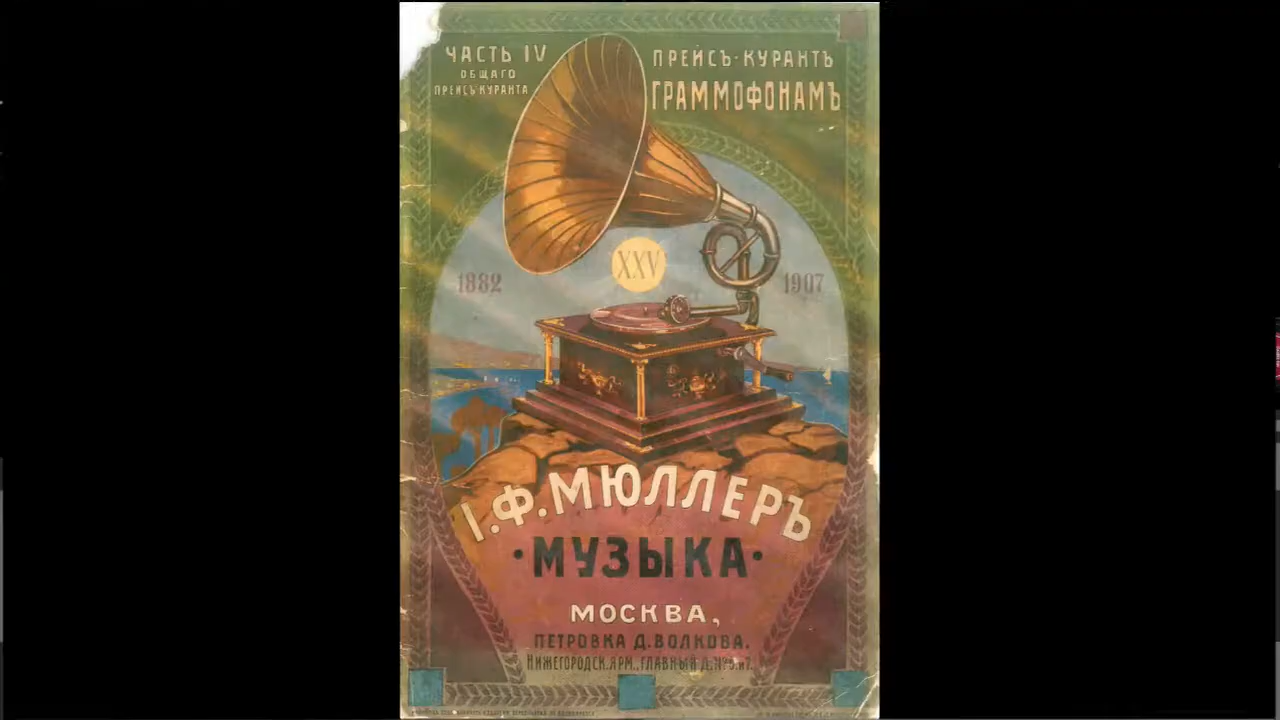 ЧАСТЬ IV
ОБЩАГО
ПРЕЙСЪ-КУРАНТА
ПРЕЙСЪ-КУРАНТЪ
ГРАММОФОНАМЪ
XXV
1882
1907
І.Ф.МЮЛЛЕРЪ
•МУЗЫКА•
МОСКВА,
ПЕТРОВКА Д.ВОЛКОВА.
НИЖЕГОРОДСК.ЯРМ.,ГЛАВНЫЙ Д.